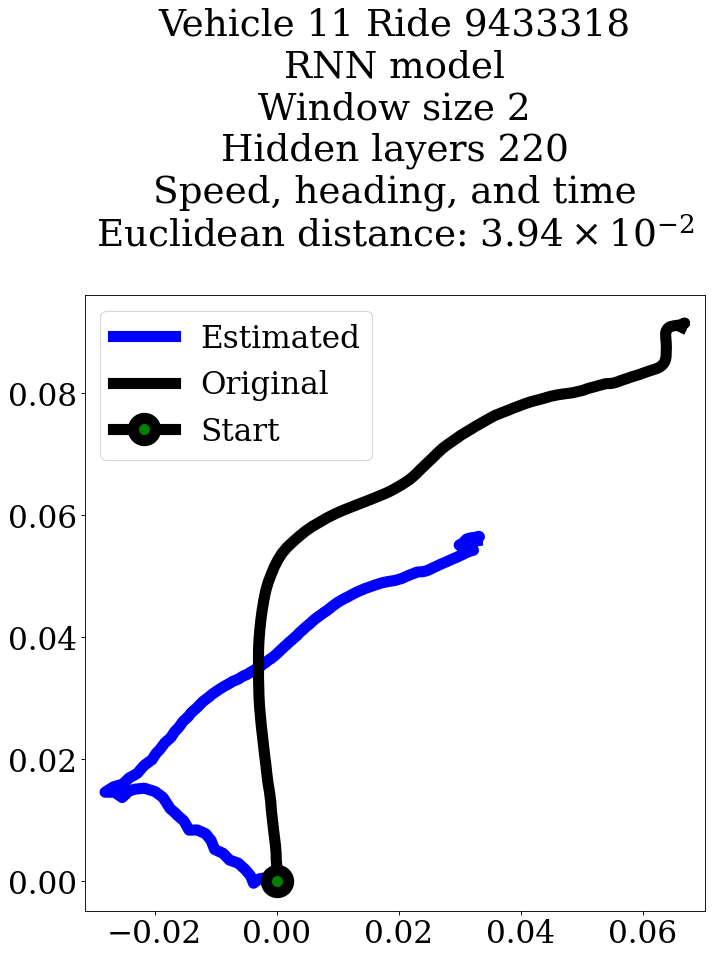 Vehicle 11 Ride 9433318
RNN model
Window size 2
Hidden layers 220
Speed, heading, and time
Euclidean distance: 3.94 × 10⁻²
Estimated
Original
Start
0.08
0.06
0.04
0.02
0.00
−0.02 0.00 0.02 0.04 0.06